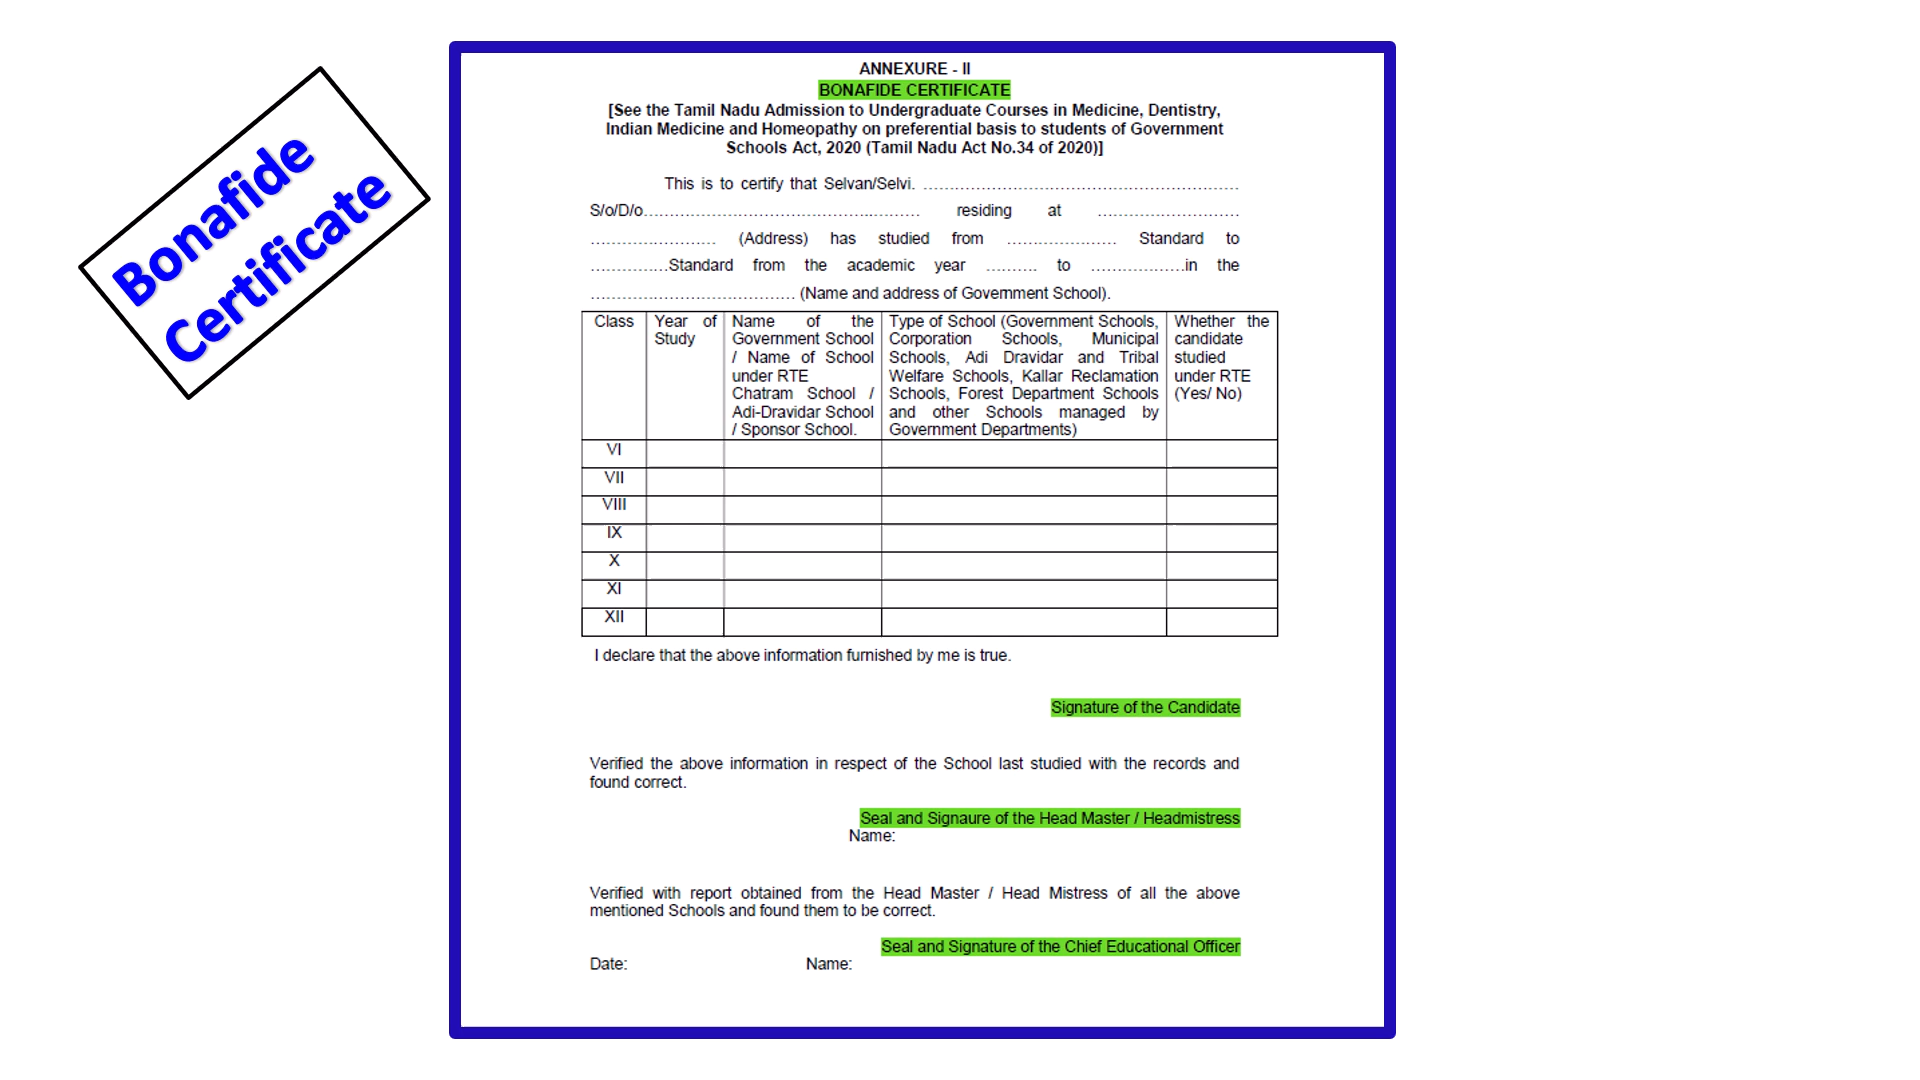 Bonafide
Certificate
ANNEXURE - II
BONAFIDE CERTIFICATE
[See the Tamil Nadu Admission to Undergraduate Courses in Medicine, Dentistry,
Indian Medicine and Homeopathy on preferential basis to students of Government
Schools Act, 2020 (Tamil Nadu Act No.34 of 2020)]
This is to certify that Selvan/Selvi. ……………………………………………………
S/o/D/o…………………………………………… residing at ………………………
…………………… (Address) has studied from ………………… Standard to
……………Standard from the academic year ………. to ………………in the
………………………………… (Name and address of Government School).
Class
Year of
Study
Name of the
Government School
/ Name of School
under RTE
Chatram School /
Adi-Dravidar School
/ Sponsor School.
Type of School (Government Schools,
Corporation Schools, Municipal
Schools, Adi Dravidar and Tribal
Welfare Schools, Kallar Reclamation
Schools, Forest Department Schools
and other Schools managed by
Government Departments)
Whether the
candidate
studied
under RTE
(Yes/ No)
VI
VII
VIII
IX
X
XI
XII
I declare that the above information furnished by me is true.
Signature of the Candidate
Verified the above information in respect of the School last studied with the records and
found correct.
Seal and Signaure of the Head Master / Headmistress
Name:
Verified with report obtained from the Head Master / Head Mistress of all the above
mentioned Schools and found them to be correct.
Seal and Signature of the Chief Educational Officer
Date: Name: